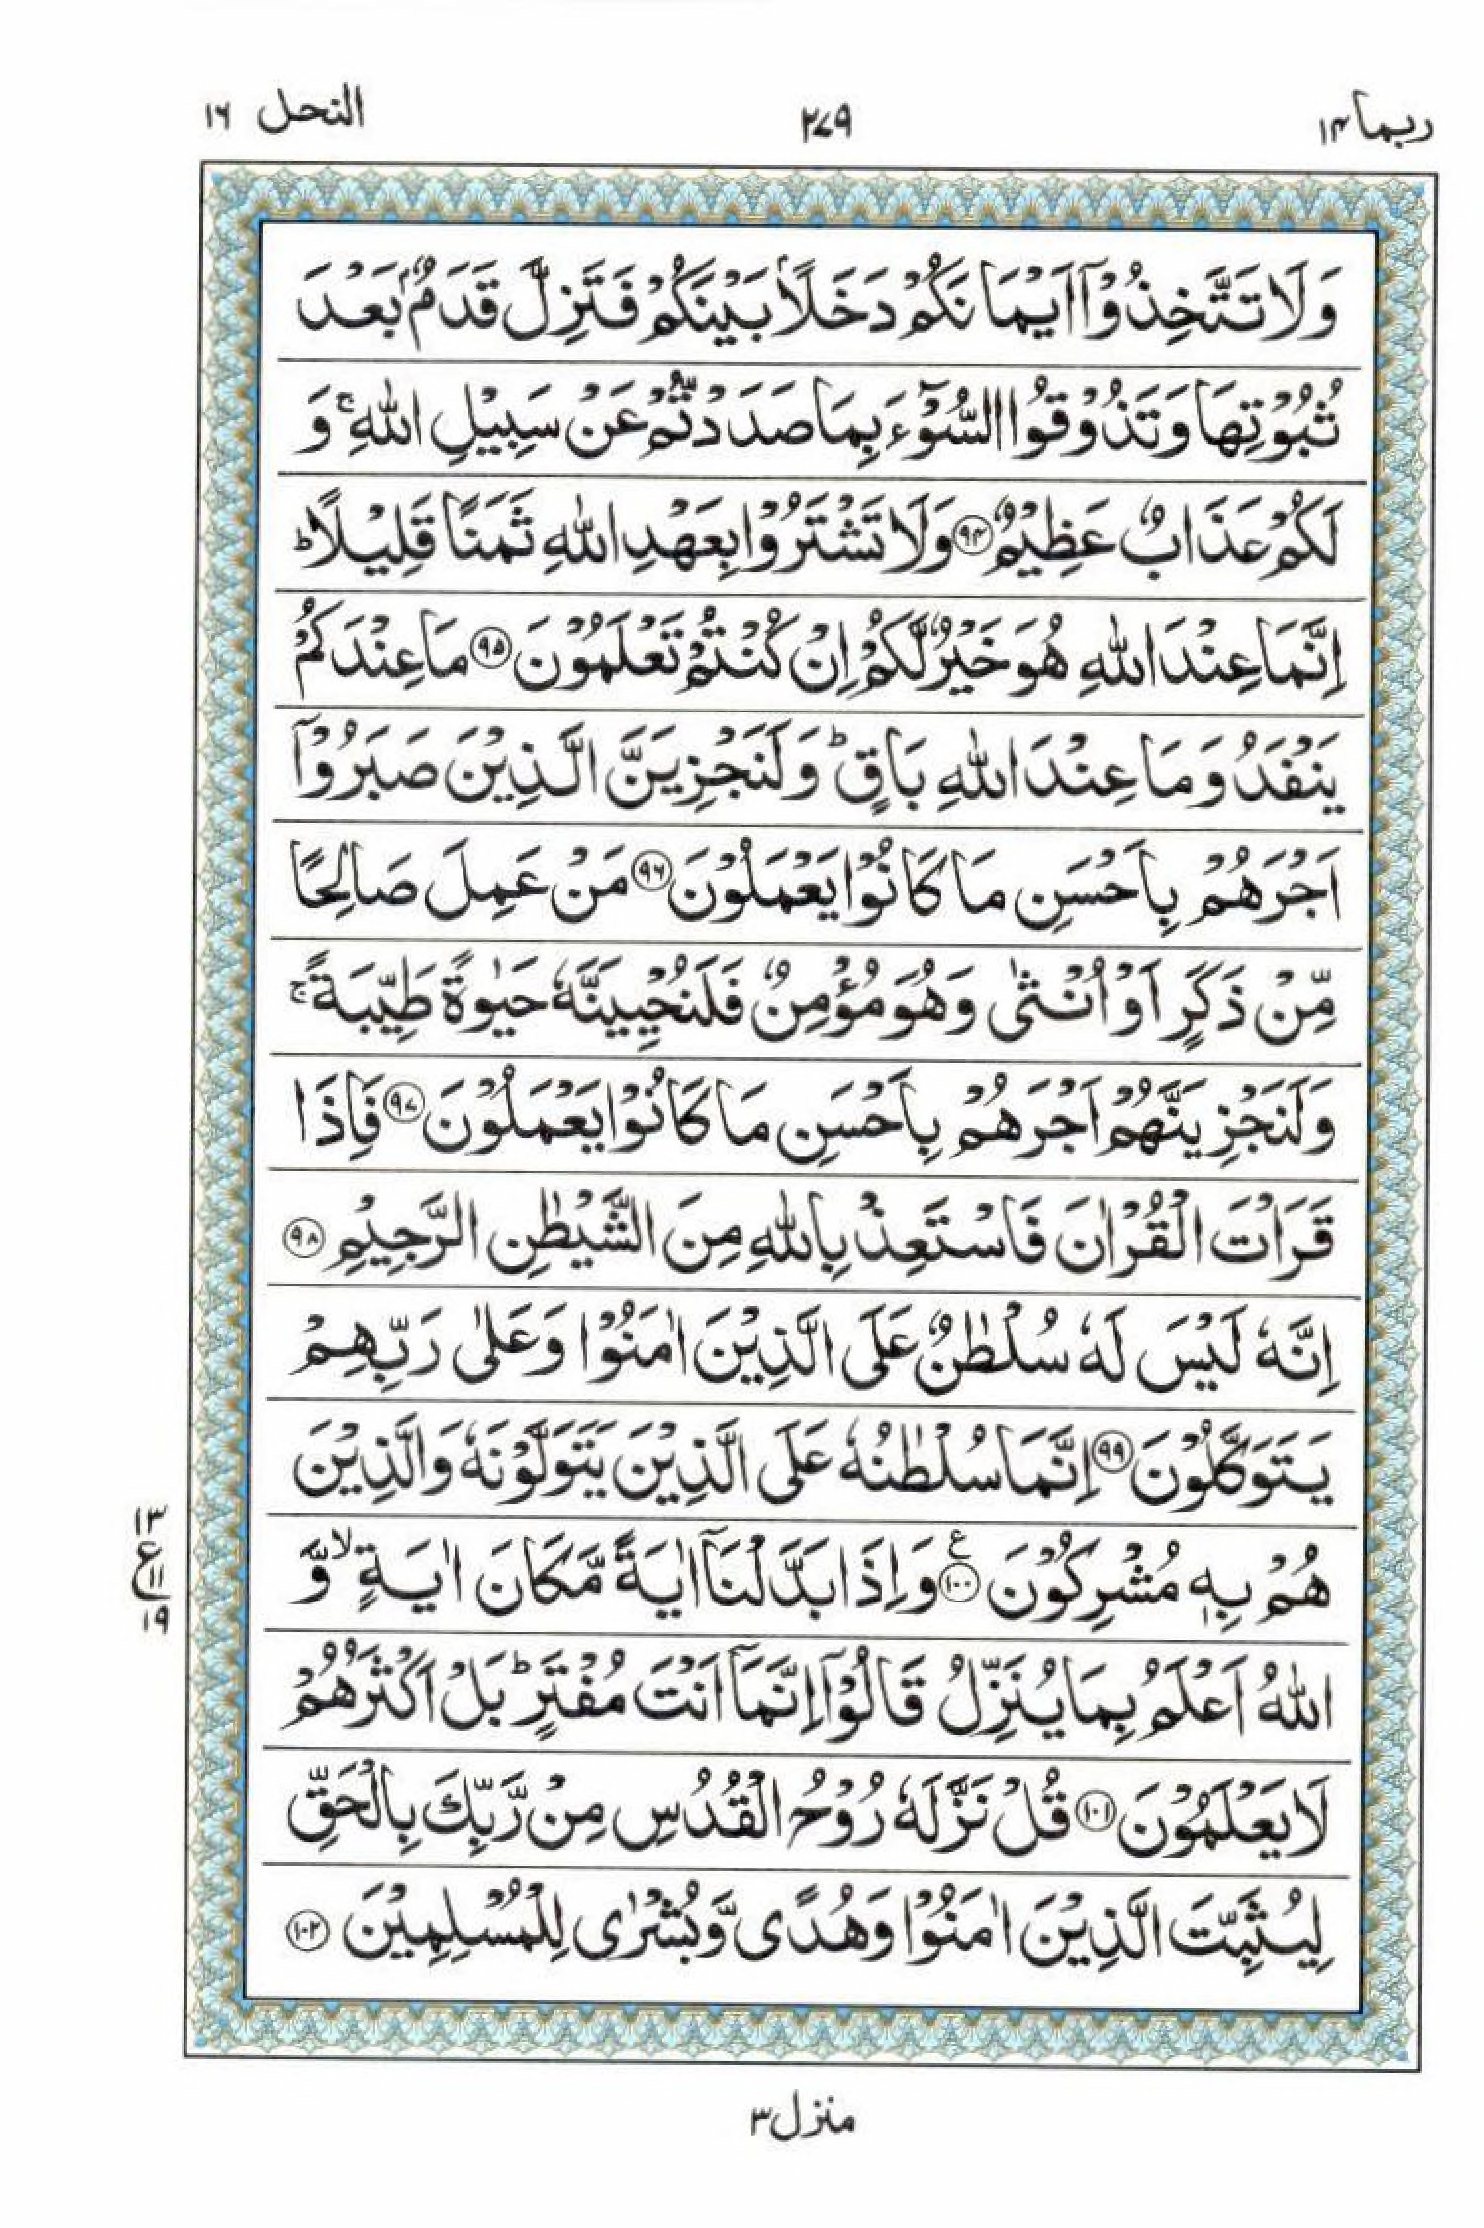 ربما ١٤
٢٧٩
النحل ١٦
وَلَا تَتَّخِذُوْٓا اَيْمَانَكُمْ دَخَلًاۢ بَيْنَكُمْ فَتَزِلَّ قَدَمٌۢ بَعْدَ
ثُبُوْتِهَا وَتَذُوْقُوا السُّوْٓءَ بِمَا صَدَدْتُّمْ عَنْ سَبِيْلِ اللّٰهِ ۚ وَ
لَكُمْ عَذَابٌ عَظِيْمٌ ﴿٩٤﴾ وَلَا تَشْتَرُوْا بِعَهْدِ اللّٰهِ ثَمَنًا قَلِيْلًا ؕ
اِنَّمَا عِنْدَ اللّٰهِ هُوَ خَيْرٌ لَّكُمْ اِنْ كُنْتُمْ تَعْلَمُوْنَ ﴿٩٥﴾ مَا عِنْدَكُمْ
يَنْفَدُ وَمَا عِنْدَ اللّٰهِ بَاقٍ ؕ وَلَنَجْزِيَنَّ الَّذِيْنَ صَبَرُوْٓا
اَجْرَهُمْ بِاَحْسَنِ مَا كَانُوْا يَعْمَلُوْنَ ﴿٩٦﴾ مَنْ عَمِلَ صَالِحًا
مِّنْ ذَكَرٍ اَوْ اُنْثٰى وَهُوَ مُؤْمِنٌ فَلَنُحْيِيَنَّهٗ حَيٰوةً طَيِّبَةً ۚ
وَلَنَجْزِيَنَّهُمْ اَجْرَهُمْ بِاَحْسَنِ مَا كَانُوْا يَعْمَلُوْنَ ﴿٩٧﴾ فَاِذَا
قَرَاْتَ الْقُرْاٰنَ فَاسْتَعِذْ بِاللّٰهِ مِنَ الشَّيْطٰنِ الرَّجِيْمِ ﴿٩٨﴾
اِنَّهٗ لَيْسَ لَهٗ سُلْطٰنٌ عَلَى الَّذِيْنَ اٰمَنُوْا وَعَلٰى رَبِّهِمْ
يَتَوَكَّلُوْنَ ﴿٩٩﴾ اِنَّمَا سُلْطٰنُهٗ عَلَى الَّذِيْنَ يَتَوَلَّوْنَهٗ وَالَّذِيْنَ
هُمْ بِهٖ مُشْرِكُوْنَ ﴿١٠٠﴾ ع وَاِذَا بَدَّلْنَآ اٰيَةً مَّكَانَ اٰيَةٍ ۙ وَّ
١٣
ع ١١
١٩
اللّٰهُ اَعْلَمُ بِمَا يُنَزِّلُ قَالُوْٓا اِنَّمَآ اَنْتَ مُفْتَرٍ ؕ بَلْ اَكْثَرُهُمْ
لَا يَعْلَمُوْنَ ﴿١٠١﴾ قُلْ نَزَّلَهٗ رُوْحُ الْقُدُسِ مِنْ رَّبِّكَ بِالْحَقِّ
لِيُثَبِّتَ الَّذِيْنَ اٰمَنُوْا وَهُدًى وَّبُشْرٰى لِلْمُسْلِمِيْنَ ﴿١٠٢﴾
منزل ٣